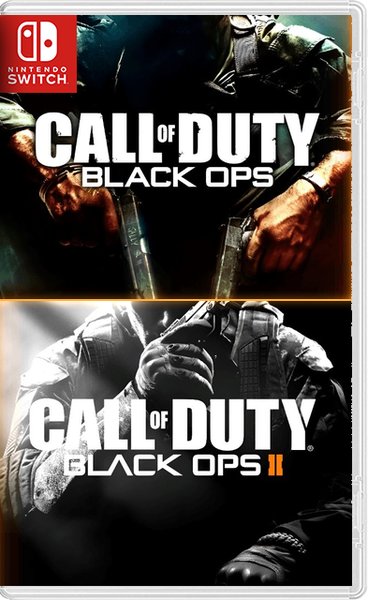 NINTENDO
SWITCH
CALL OF DUTY
BLACK OPS
CALL OF DUTY®
BLACK OPS II